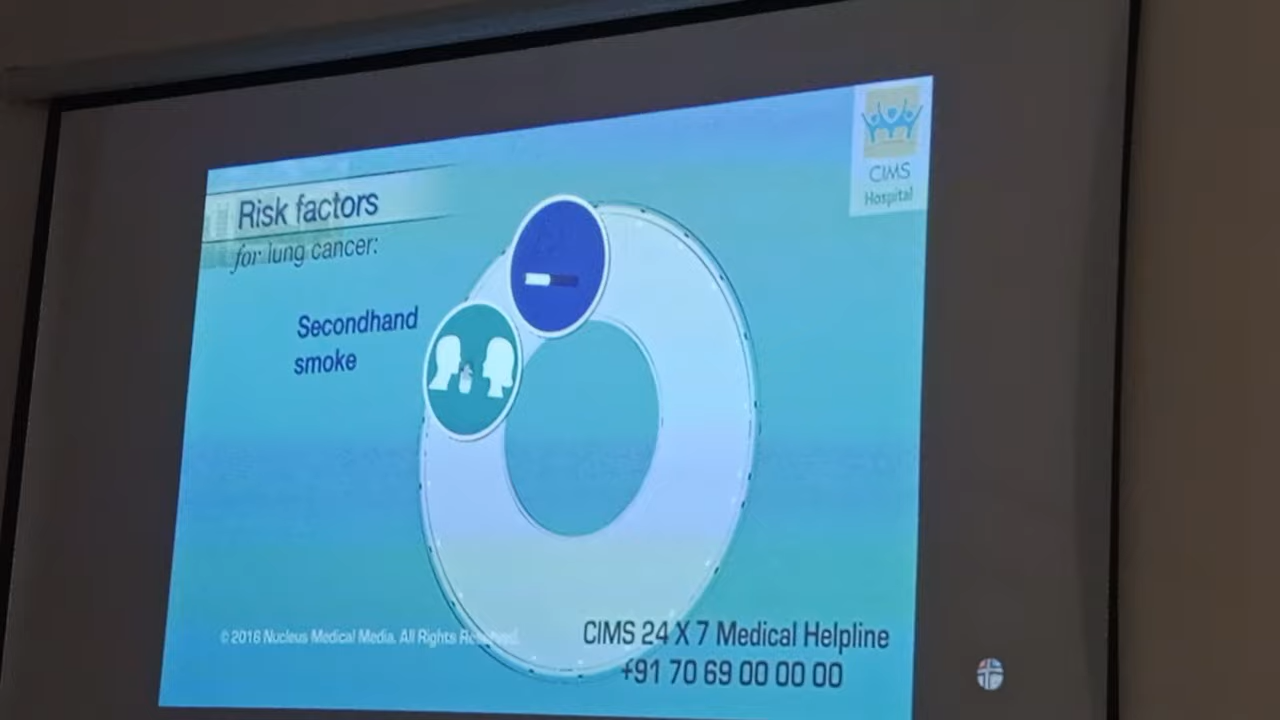 Risk factors
for lung cancer:
Secondhand
smoke
CIMS
Hospital
© 2016 Nucleus Medical Media. All Rights Reserved.
CIMS 24 X 7 Medical Helpline
+91 70 69 00 00 00